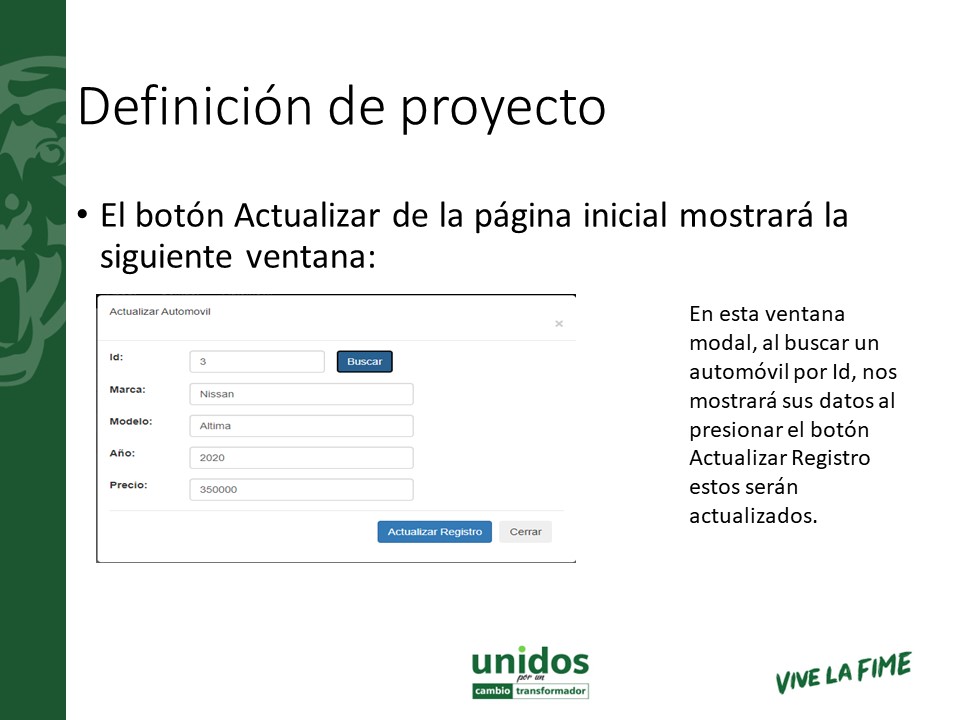 Definición de proyecto
• El botón Actualizar de la página inicial mostrará la
siguiente ventana:
Actualizar Automovil
×
Id:
3
Buscar
Marca:
Nissan
Modelo:
Altima
Año:
2020
Precio:
350000
Actualizar Registro
Cerrar
En esta ventana
modal, al buscar un
automóvil por Id, nos
mostrará sus datos al
presionar el botón
Actualizar Registro
estos serán
actualizados.
unidos
por un
cambio transformador
VIVE LA FIME